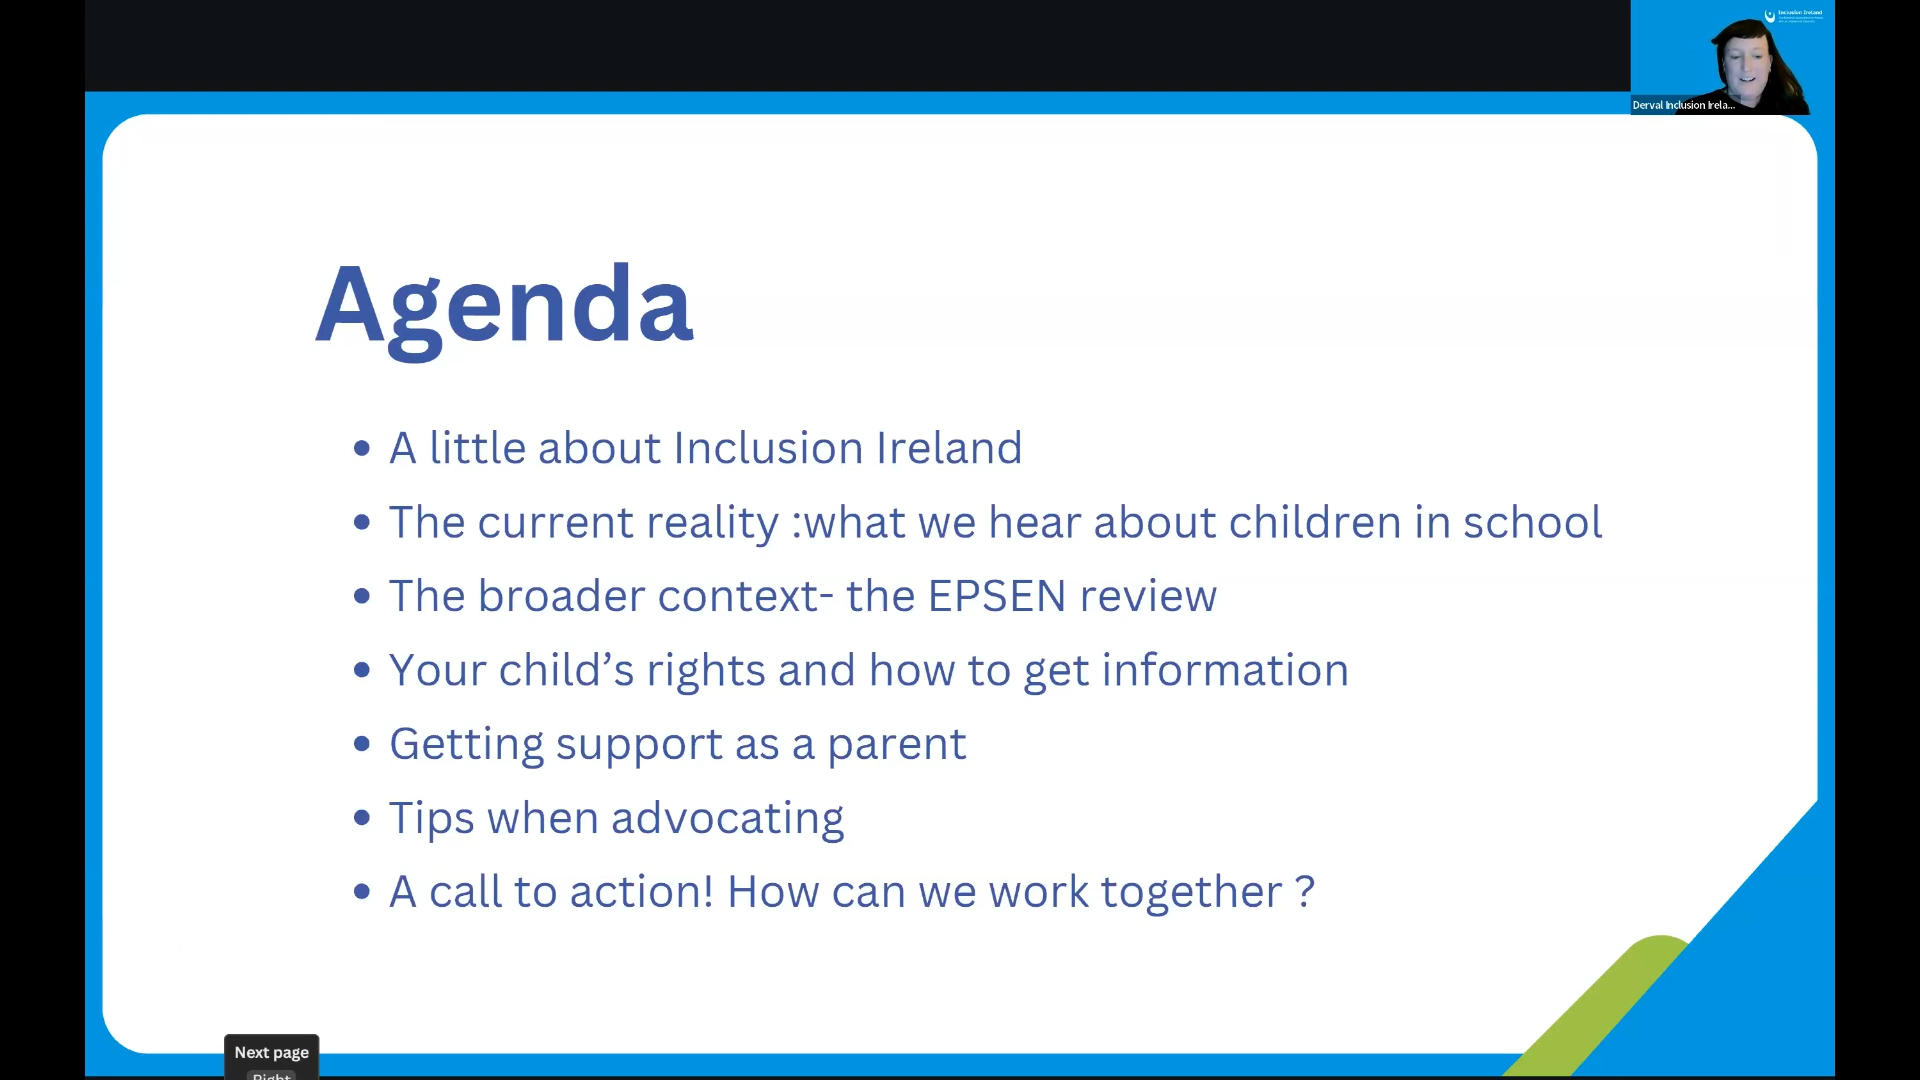 Inclusion Ireland
Derval Inclusion Irela...
Agenda
• A little about Inclusion Ireland
• The current reality :what we hear about children in school
• The broader context- the EPSEN review
• Your child’s rights and how to get information
• Getting support as a parent
• Tips when advocating
• A call to action! How can we work together ?
Next page
Right